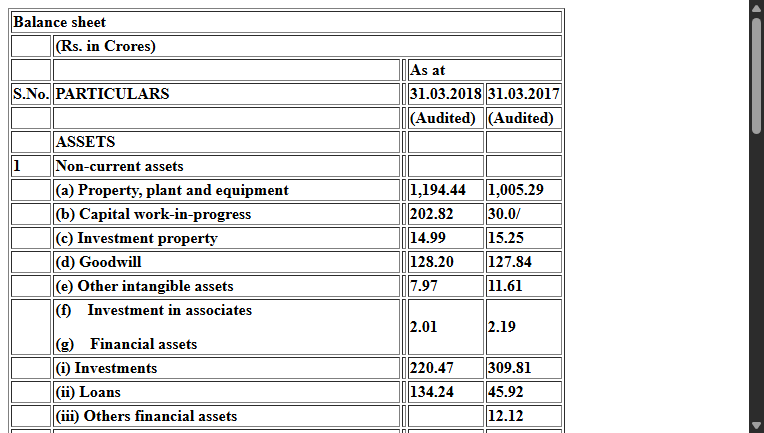 Balance sheet
(Rs. in Crores)
As at
S.No. PARTICULARS 31.03.2018 31.03.2017
(Audited) (Audited)
ASSETS
1 Non-current assets
(a) Property, plant and equipment 1,194.44 1,005.29
(b) Capital work-in-progress 202.82 30.0/
(c) Investment property 14.99 15.25
(d) Goodwill 128.20 127.84
(e) Other intangible assets 7.97 11.61
(f) Investment in associates
2.01 2.19
(g) Financial assets
(i) Investments 220.47 309.81
(ii) Loans 134.24 45.92
(iii) Others financial assets 12.12